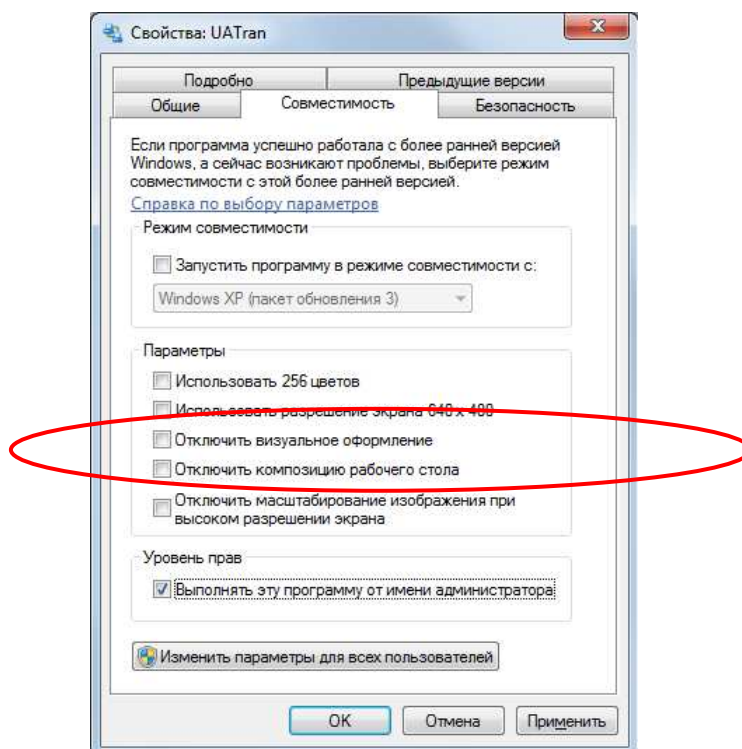 Свойства: UATran
Подробно
Предыдущие версии
Общие
Совместимость
Безопасность
Если программа успешно работала с более ранней версией
Windows, а сейчас возникают проблемы, выберите режим
совместимости с этой более ранней версией.
Справка по выбору параметров
Режим совместимости
Запустить программу в режиме совместимости с:
Windows XP (пакет обновления 3)
Параметры
Использовать 256 цветов
Использовать разрешение экрана 640 x 480
Отключить визуальное оформление
Отключить композицию рабочего стола
Отключить масштабирование изображения при
высоком разрешении экрана
Уровень прав
Выполнять эту программу от имени администратора
Изменить параметры для всех пользователей
OK
Отмена
Применить